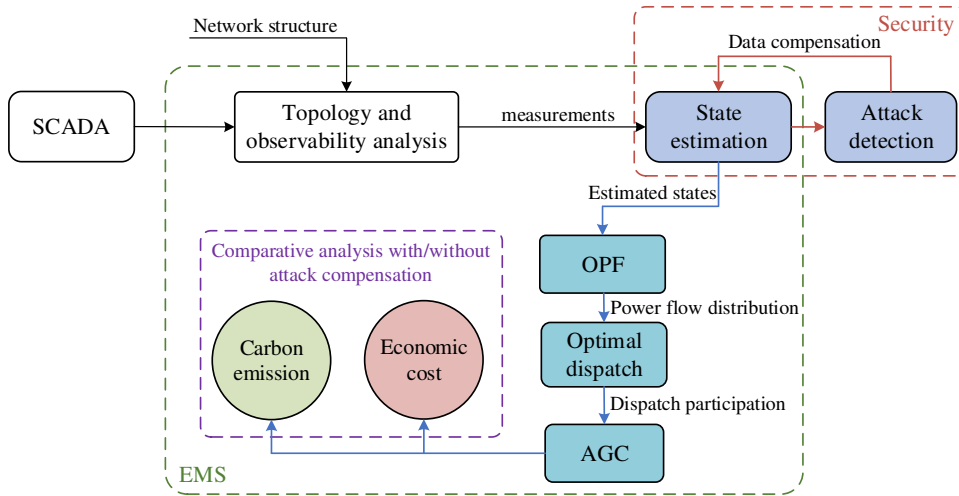 Network structure
Security
Data compensation
SCADA
Topology and
observability analysis
measurements
State
estimation
Attack
detection
Estimated states
Comparative analysis with/without
attack compensation
OPF
Power flow distribution
Carbon
emission
Economic
cost
Optimal
dispatch
Dispatch participation
AGC
EMS